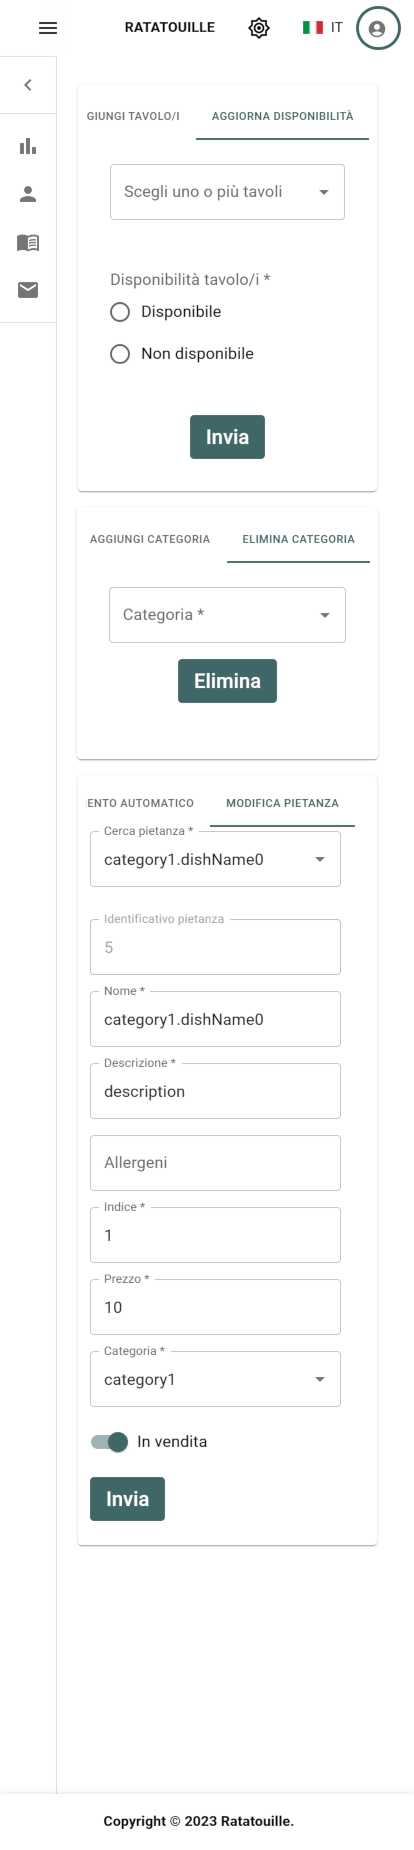 RATATOUILLE
IT
GIUNGI TAVOLO/I
AGGIORNA DISPONIBILITÀ
Scegli uno o più tavoli
Disponibilità tavolo/i *
Disponibile
Non disponibile
Invia
AGGIUNGI CATEGORIA
ELIMINA CATEGORIA
Categoria *
Elimina
ENTO AUTOMATICO
MODIFICA PIETANZA
Cerca pietanza *
category1.dishName0
Identificativo pietanza
5
Nome *
category1.dishName0
Descrizione *
description
Allergeni
Indice *
1
Prezzo *
10
Categoria *
category1
In vendita
Invia
Copyright © 2023 Ratatouille.